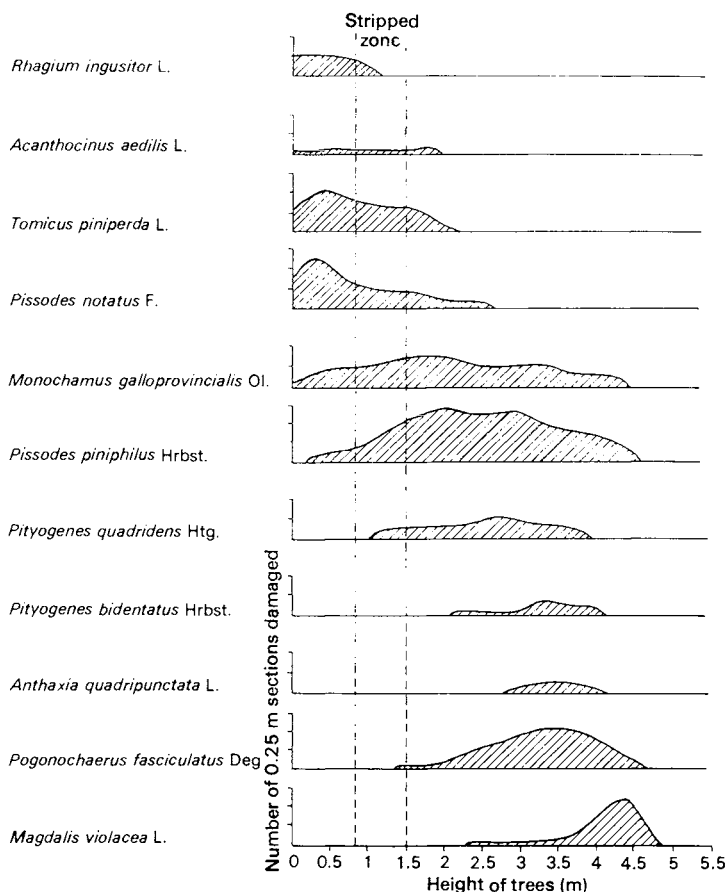 Stripped
zone
Rhagium ingusitor L.
Acanthocinus aedilis L.
Tomicus piniperda L.
Pissodes notatus F.
Monochamus galloprovincialis Ol.
Pissodes piniphilus Hrbst.
Pityogenes quadridens Htg.
Pityogenes bidentatus Hrbst.
Anthaxia quadripunctata L.
Pogonochaerus fasciculatus Deg
Magdalis violacea L.
Number of 0.25 m sections damaged
0 0.5 1 1.5 2 2.5 3 3.5 4 4.5 5 5.5
Height of trees (m)